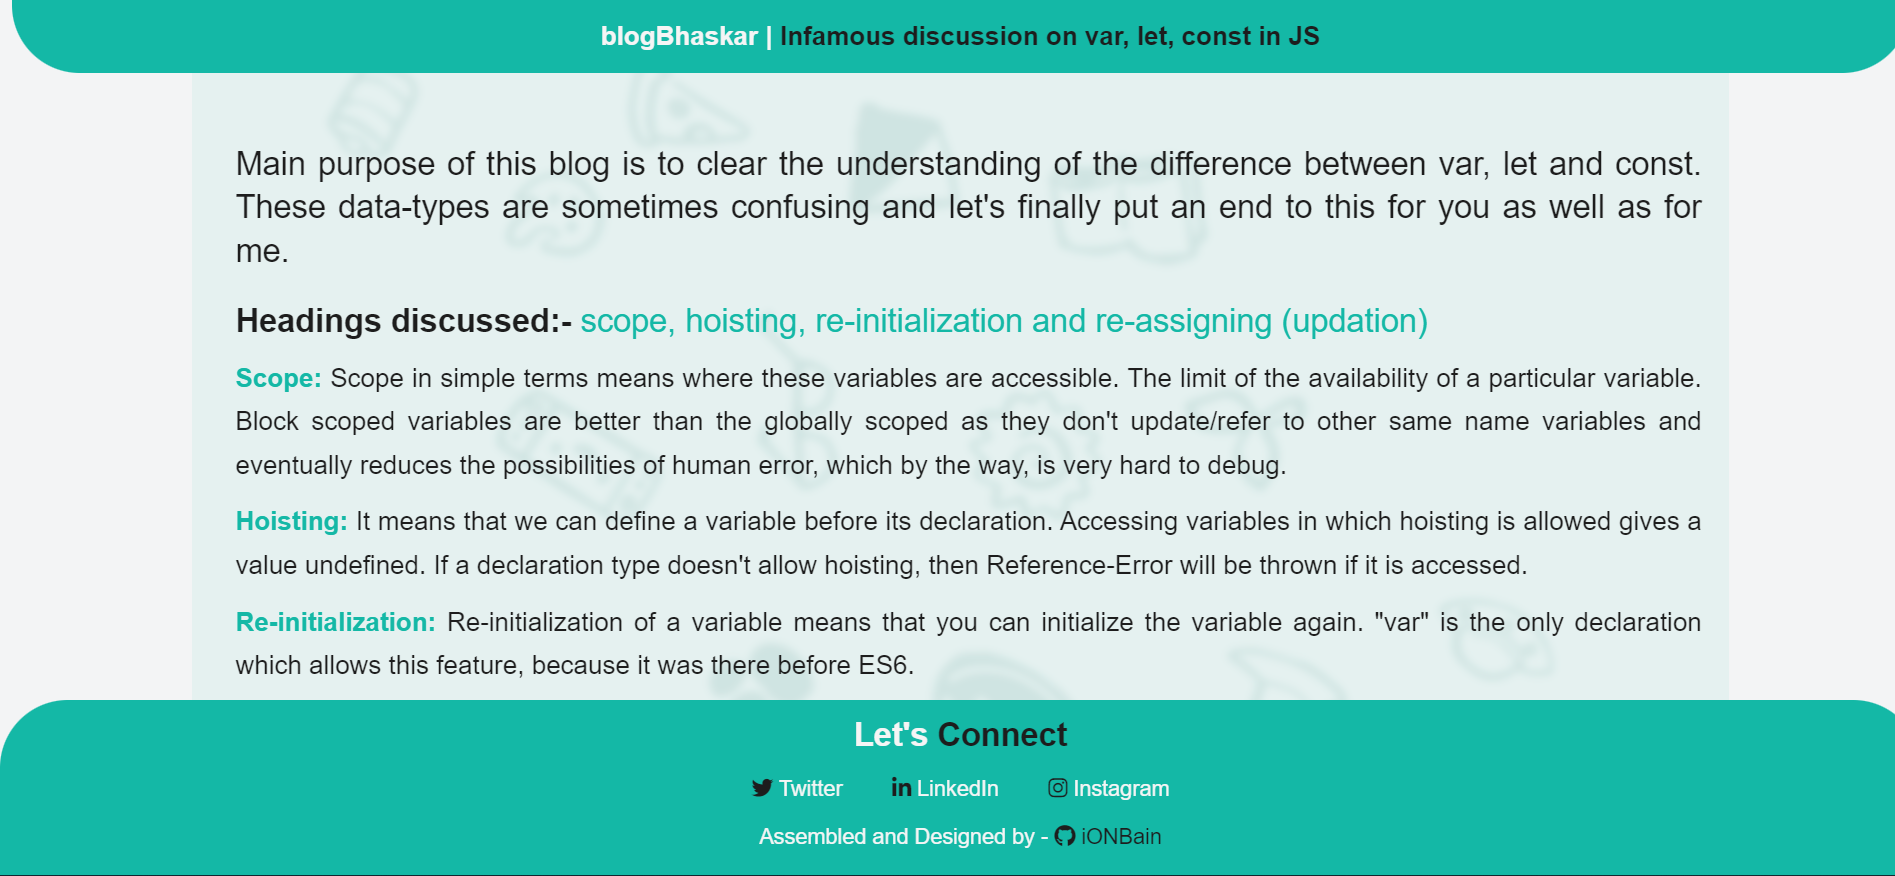 blogBhaskar | Infamous discussion on var, let, const in JS
Main purpose of this blog is to clear the understanding of the difference between var, let and const.
These data-types are sometimes confusing and let's finally put an end to this for you as well as for
me.
Headings discussed:- scope, hoisting, re-initialization and re-assigning (updation)
Scope: Scope in simple terms means where these variables are accessible. The limit of the availability of a particular variable.
Block scoped variables are better than the globally scoped as they don't update/refer to other same name variables and
eventually reduces the possibilities of human error, which by the way, is very hard to debug.
Hoisting: It means that we can define a variable before its declaration. Accessing variables in which hoisting is allowed gives a
value undefined. If a declaration type doesn't allow hoisting, then Reference-Error will be thrown if it is accessed.
Re-initialization: Re-initialization of a variable means that you can initialize the variable again. "var" is the only declaration
which allows this feature, because it was there before ES6.
Let's Connect
Twitter LinkedIn Instagram
Assembled and Designed by - iONBain